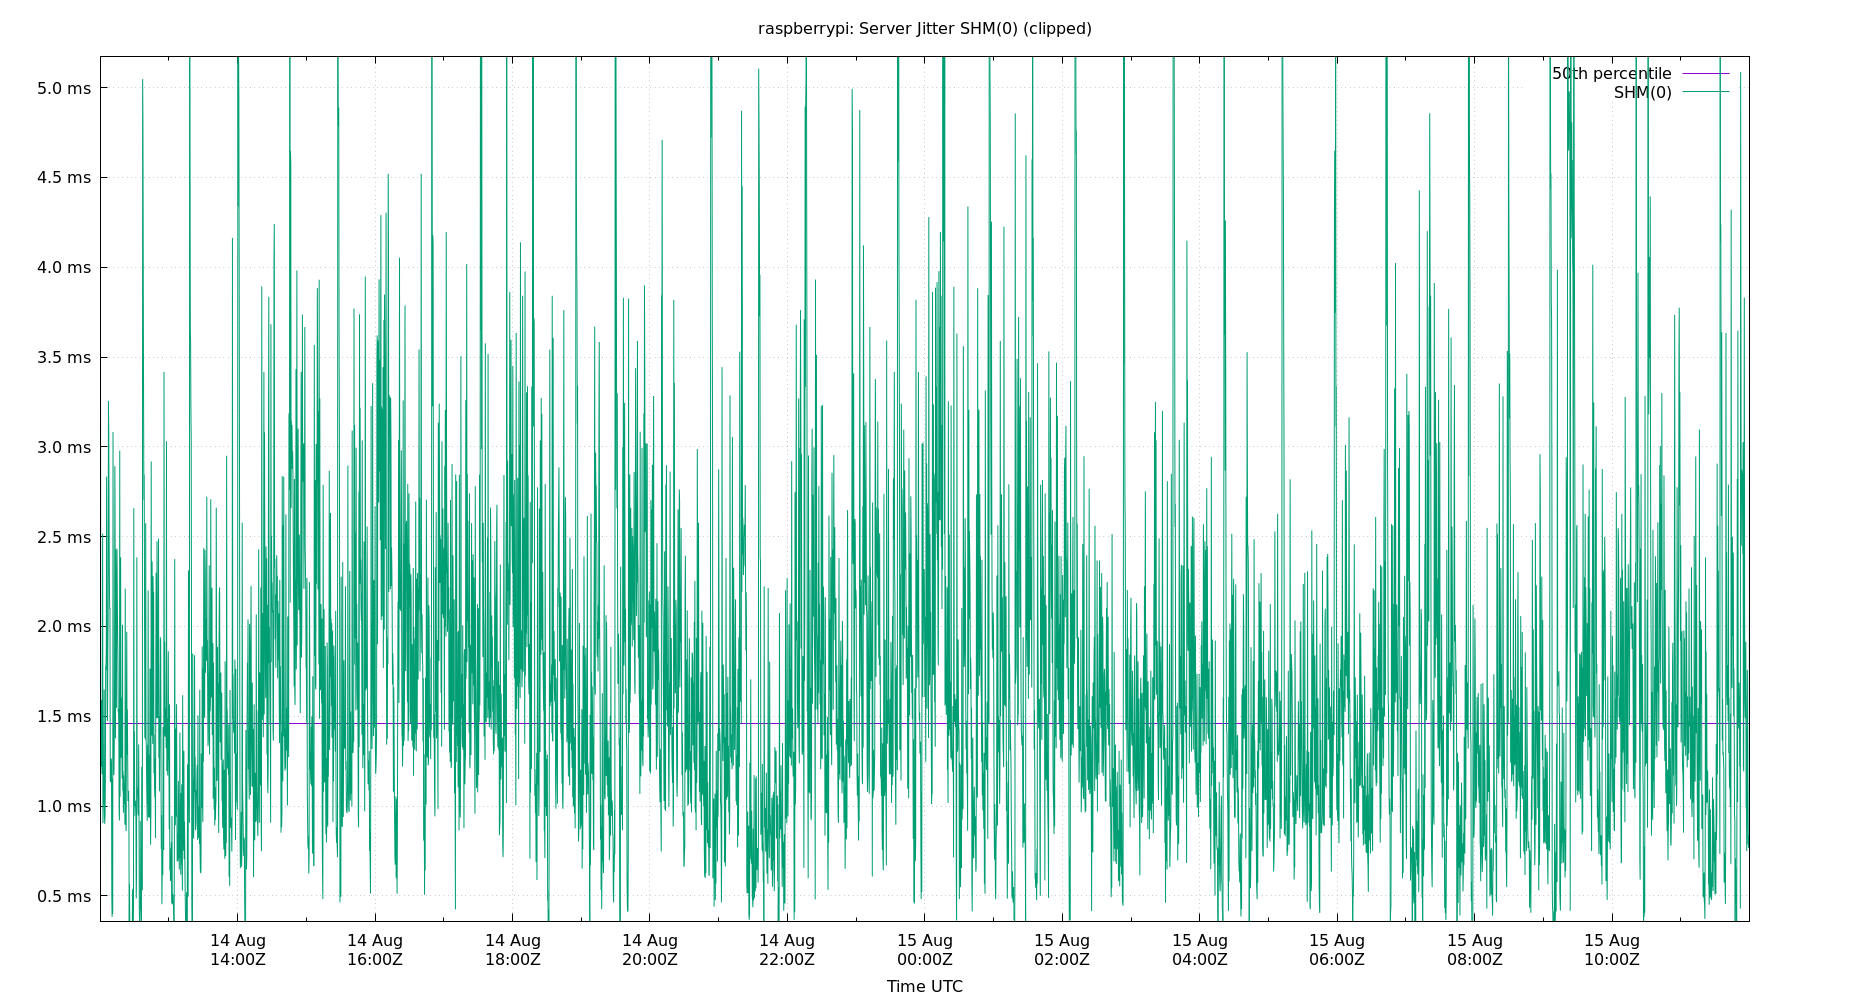 raspberrypi: Server Jitter SHM(0) (clipped)
50th percentile
SHM(0)
5.0 ms
4.5 ms
4.0 ms
3.5 ms
3.0 ms
2.5 ms
2.0 ms
1.5 ms
1.0 ms
0.5 ms
14 Aug 14 Aug 14 Aug 14 Aug 14 Aug 15 Aug 15 Aug 15 Aug 15 Aug 15 Aug 15 Aug
14:00Z 16:00Z 18:00Z 20:00Z 22:00Z 00:00Z 02:00Z 04:00Z 06:00Z 08:00Z 10:00Z
Time UTC